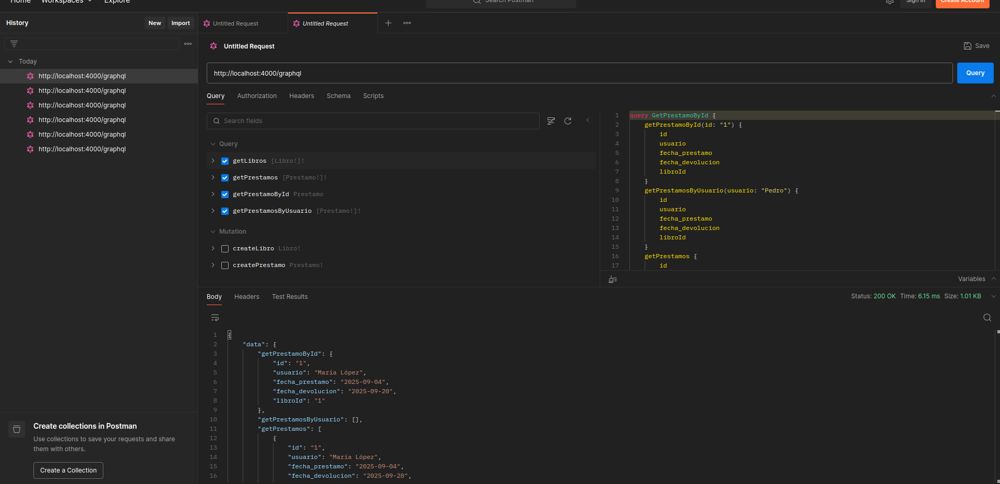 Home Workspaces Explore Search Postman Sign In Create Account
History New Import
Untitled Request Untitled Request
Untitled Request Save
Today
http://localhost:4000/graphql
http://localhost:4000/graphql
http://localhost:4000/graphql
http://localhost:4000/graphql
http://localhost:4000/graphql
http://localhost:4000/graphql
http://localhost:4000/graphql Query
Query Authorization Headers Schema Scripts
Search fields
Query
getLibros [Libro!]!
getPrestamos [Prestamo!]!
getPrestamoById Prestamo
getPrestamosByUsuario [Prestamo!]!
Mutation
createLibro Libro!
createPrestamo Prestamo!
1 query GetPrestamoById {
2 getPrestamoById(id: "1") {
3 id
4 usuario
5 fecha_prestamo
6 fecha_devolucion
7 libroId
8 }
9 getPrestamosByUsuario(usuario: "Pedro") {
10 id
11 usuario
12 fecha_prestamo
13 fecha_devolucion
14 libroId
15 }
16 getPrestamos {
17 id
Variables
Body Headers Test Results Status: 200 OK Time: 6.15 ms Size: 1.01 KB
1 {
2 "data": {
3 "getPrestamoById": {
4 "id": "1",
5 "usuario": "María López",
6 "fecha_prestamo": "2025-09-04",
7 "fecha_devolucion": "2025-09-20",
8 "libroId": "1"
9 },
10 "getPrestamosByUsuario": [],
11 "getPrestamos": [
12 {
13 "id": "1",
14 "usuario": "María López",
15 "fecha_prestamo": "2025-09-04",
16 "fecha_devolucion": "2025-09-20",
Create collections in Postman
Use collections to save your requests and share
them with others.
Create a Collection